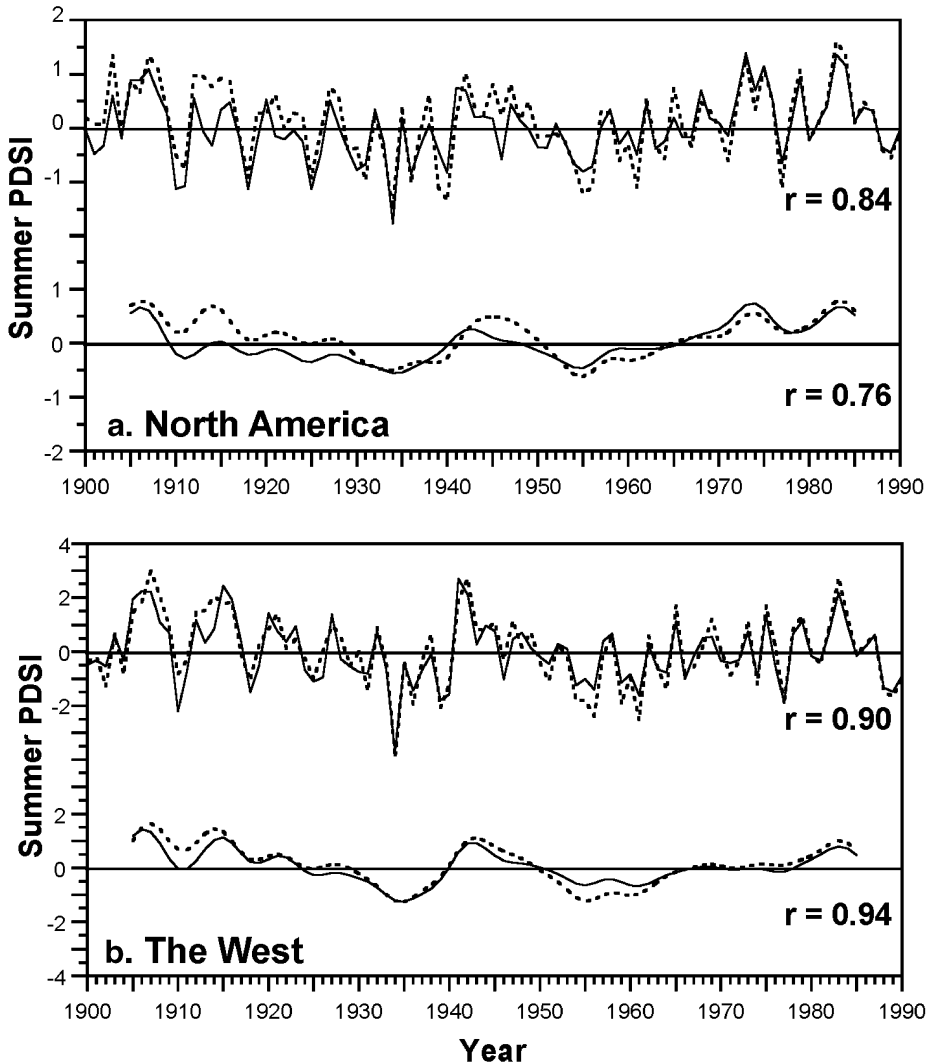 2
1
0
-1
r = 0.84
Summer PDSI
1
0
-1
r = 0.76
a. North America
-2
1900 1910 1920 1930 1940 1950 1960 1970 1980 1990
4
2
0
-2
r = 0.90
Summer PDSI
2
0
-2
r = 0.94
b. The West
-4
1900 1910 1920 1930 1940 1950 1960 1970 1980 1990
Year